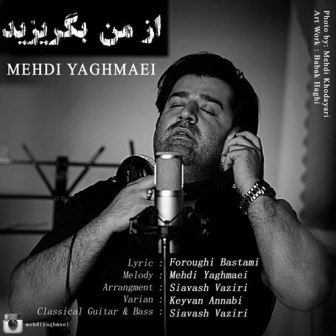 از من بگریزید
MEHDI YAGHMAEI
Photo by: Mehdi Khodayari
Art Work : Babak Haghi
Lyric : Foroughi Bastami
Melody : Mehdi Yaghmaei
Arrangment : Siavash Vaziri
Varian : Keyvan Annabi
Classical Guitar & Bass : Siavash Vaziri
mehdiyaghmaei